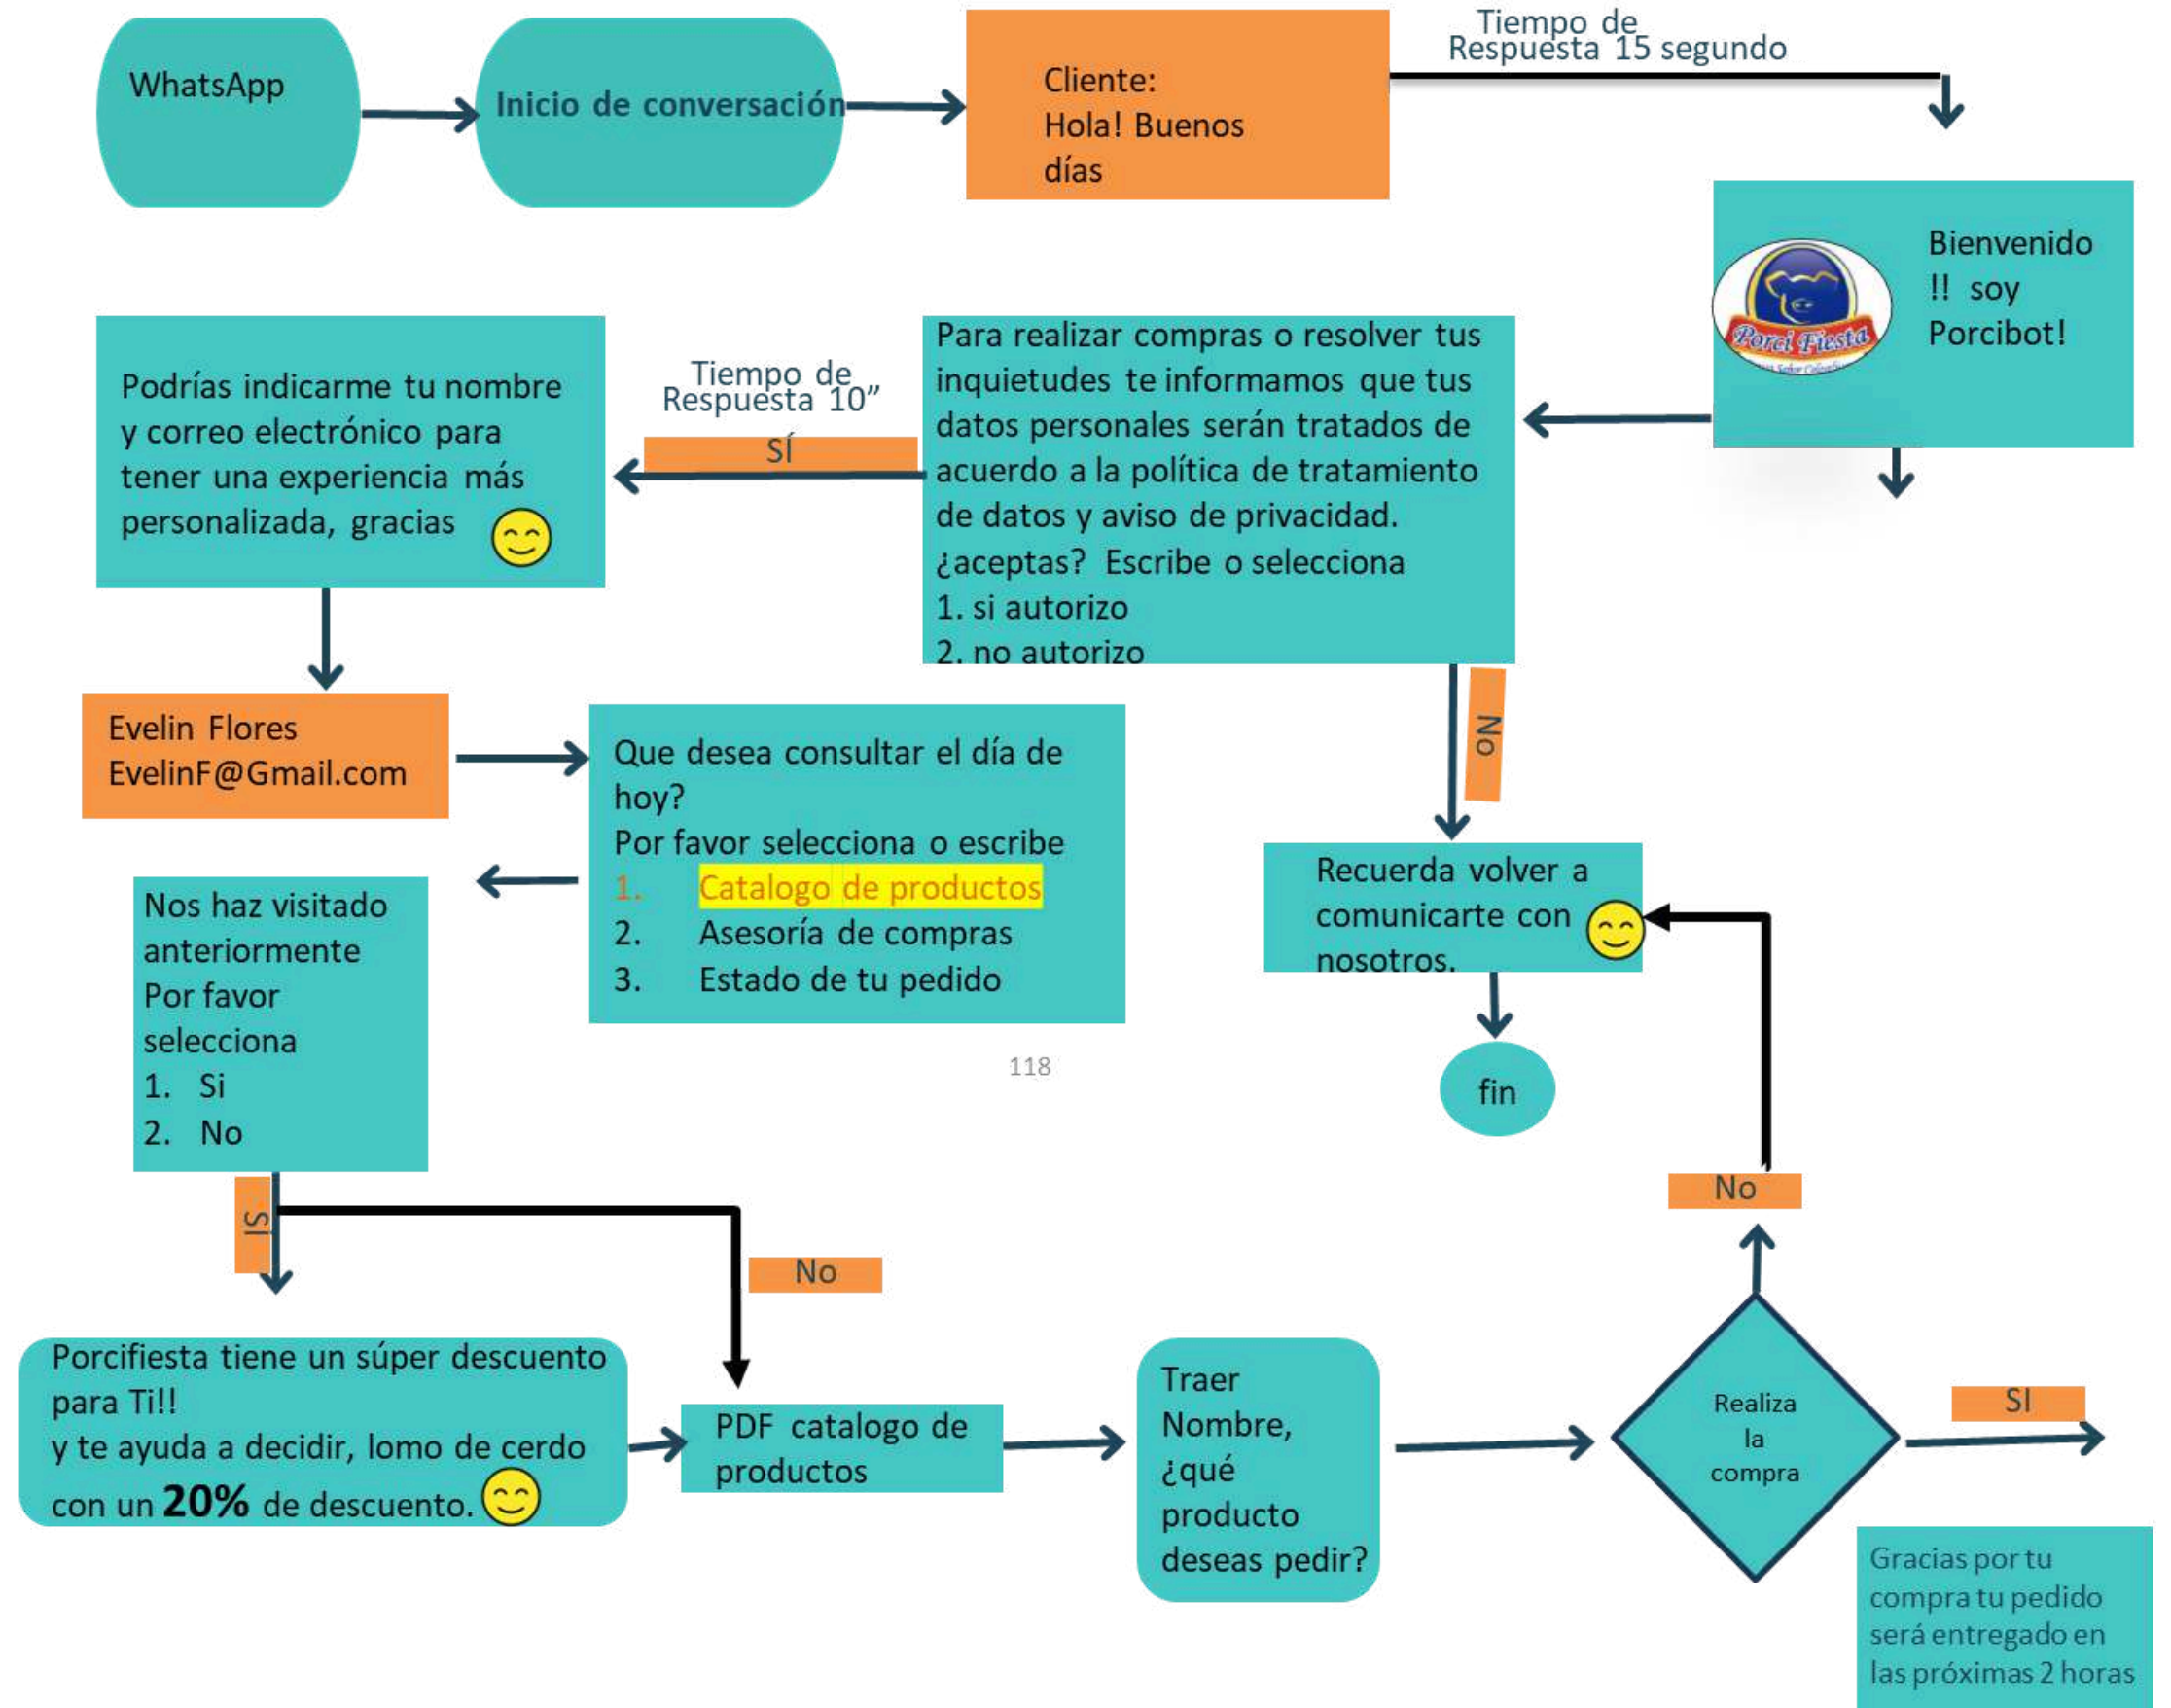 WhatsApp
Inicio de conversación
Cliente:
Hola! Buenos
días
Tiempo de
Respuesta 15 segundo
Bienvenido
!! soy
Porcibot!
Porci Fiesta
Para realizar compras o resolver tus
inquietudes te informamos que tus
datos personales serán tratados de
acuerdo a la política de tratamiento
de datos y aviso de privacidad.
¿aceptas? Escribe o selecciona
1. si autorizo
2. no autorizo
Tiempo de
Respuesta 10”
SÍ
Podrías indicarme tu nombre
y correo electrónico para
tener una experiencia más
personalizada, gracias
No
Evelin Flores
EvelinF@Gmail.com
Que desea consultar el día de
hoy?
Por favor selecciona o escribe
1. Catalogo de productos
2. Asesoría de compras
3. Estado de tu pedido
Recuerda volver a
comunicarte con
nosotros.
fin
Nos haz visitado
anteriormente
Por favor
selecciona
1. Si
2. No
118
SI
No
No
Porcifiesta tiene un súper descuento
para Ti!!
y te ayuda a decidir, lomo de cerdo
con un 20% de descuento.
PDF catalogo de
productos
Traer
Nombre,
¿qué
producto
deseas pedir?
Realiza
la
compra
SI
Gracias por tu
compra tu pedido
será entregado en
las próximas 2 horas